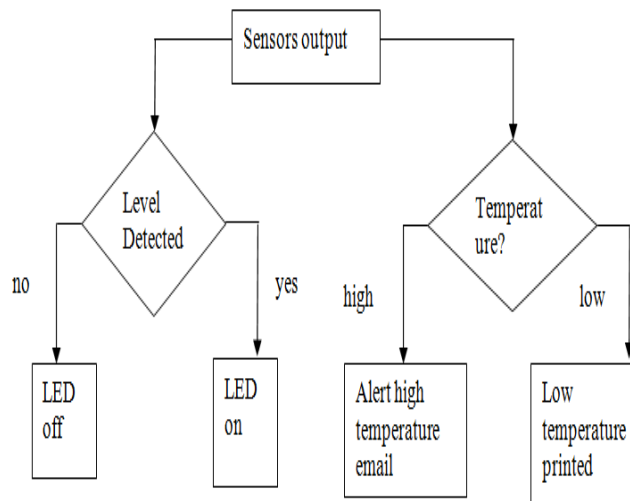 Sensors output
Level
Detected
Temperat
ure?
no
yes
high
low
LED
off
LED
on
Alert high
temperature
email
Low
temperature
printed